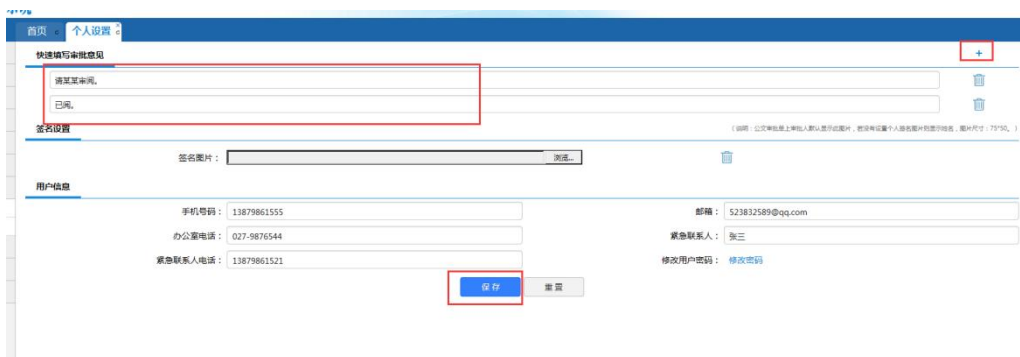 首页
个人设置
快速填写审批意见
+
请某某审阅。
已阅。
签名设置
(说明：公文审批是上审批人默认显示此图片，若没有设置个人签名图片则显示姓名，图片尺寸：75*50。)
签名图片：
浏览...
用户信息
手机号码： 13879861555
邮箱： 523832589@qq.com
办公室电话： 027-9876544
紧急联系人： 张三
紧急联系人电话： 13879861521
修改用户密码： 修改密码
保存
重置